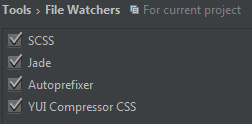 Tools › File Watchers For current project
SCSS
Jade
Autoprefixer
YUI Compressor CSS